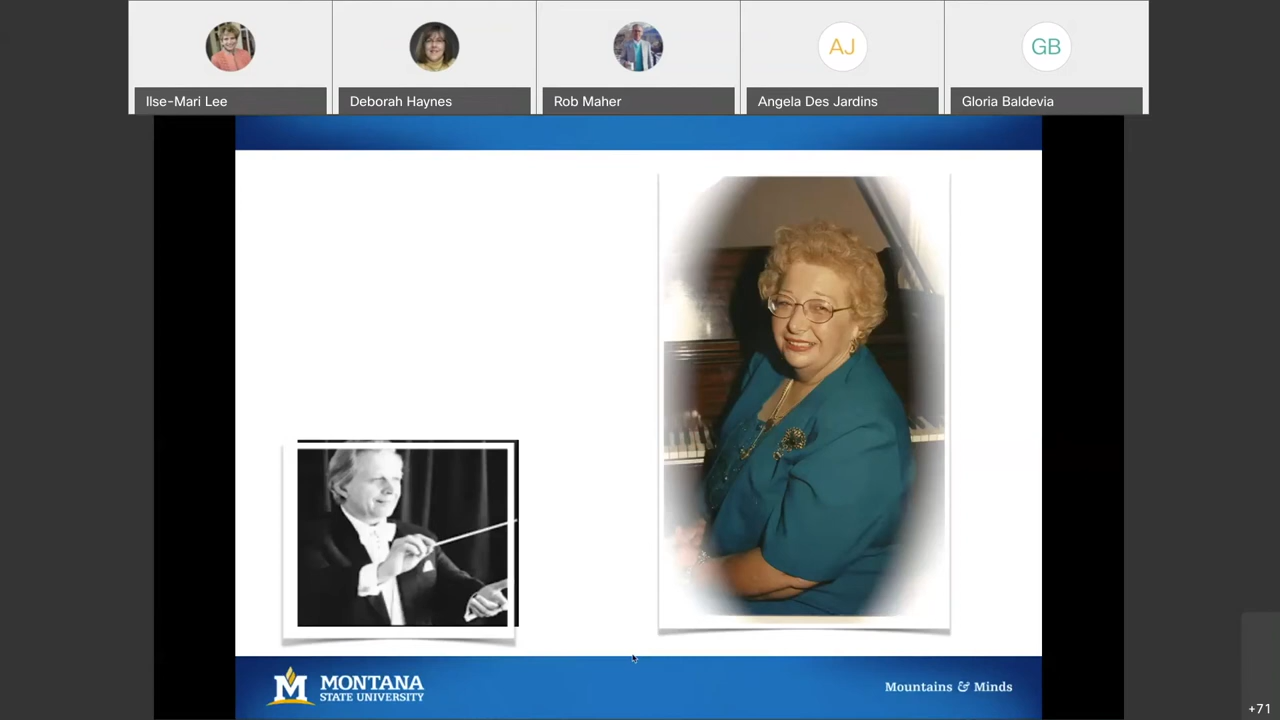 AJ
GB
Ilse-Mari Lee
Deborah Haynes
Rob Maher
Angela Des Jardins
Gloria Baldevia
M MONTANA
STATE UNIVERSITY
Mountains & Minds
+71